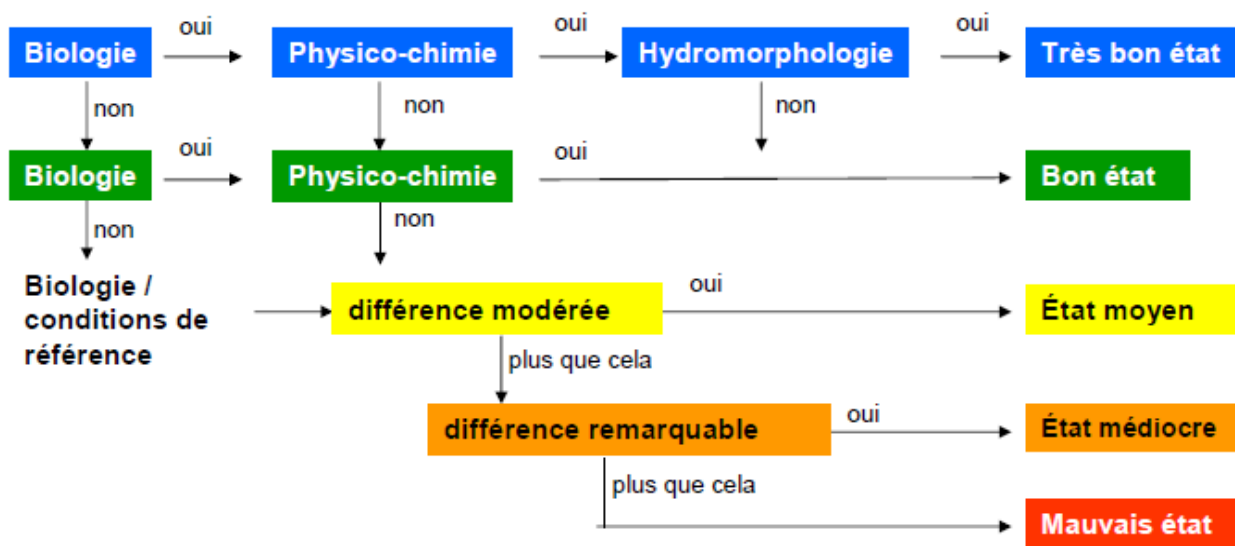 oui
oui
oui
Biologie
Physico-chimie
Hydromorphologie
Très bon état
non
non
non
oui
oui
Biologie
Physico-chimie
Bon état
non
non
Biologie /
conditions de
référence
oui
différence modérée
État moyen
plus que cela
oui
différence remarquable
État médiocre
plus que cela
Mauvais état